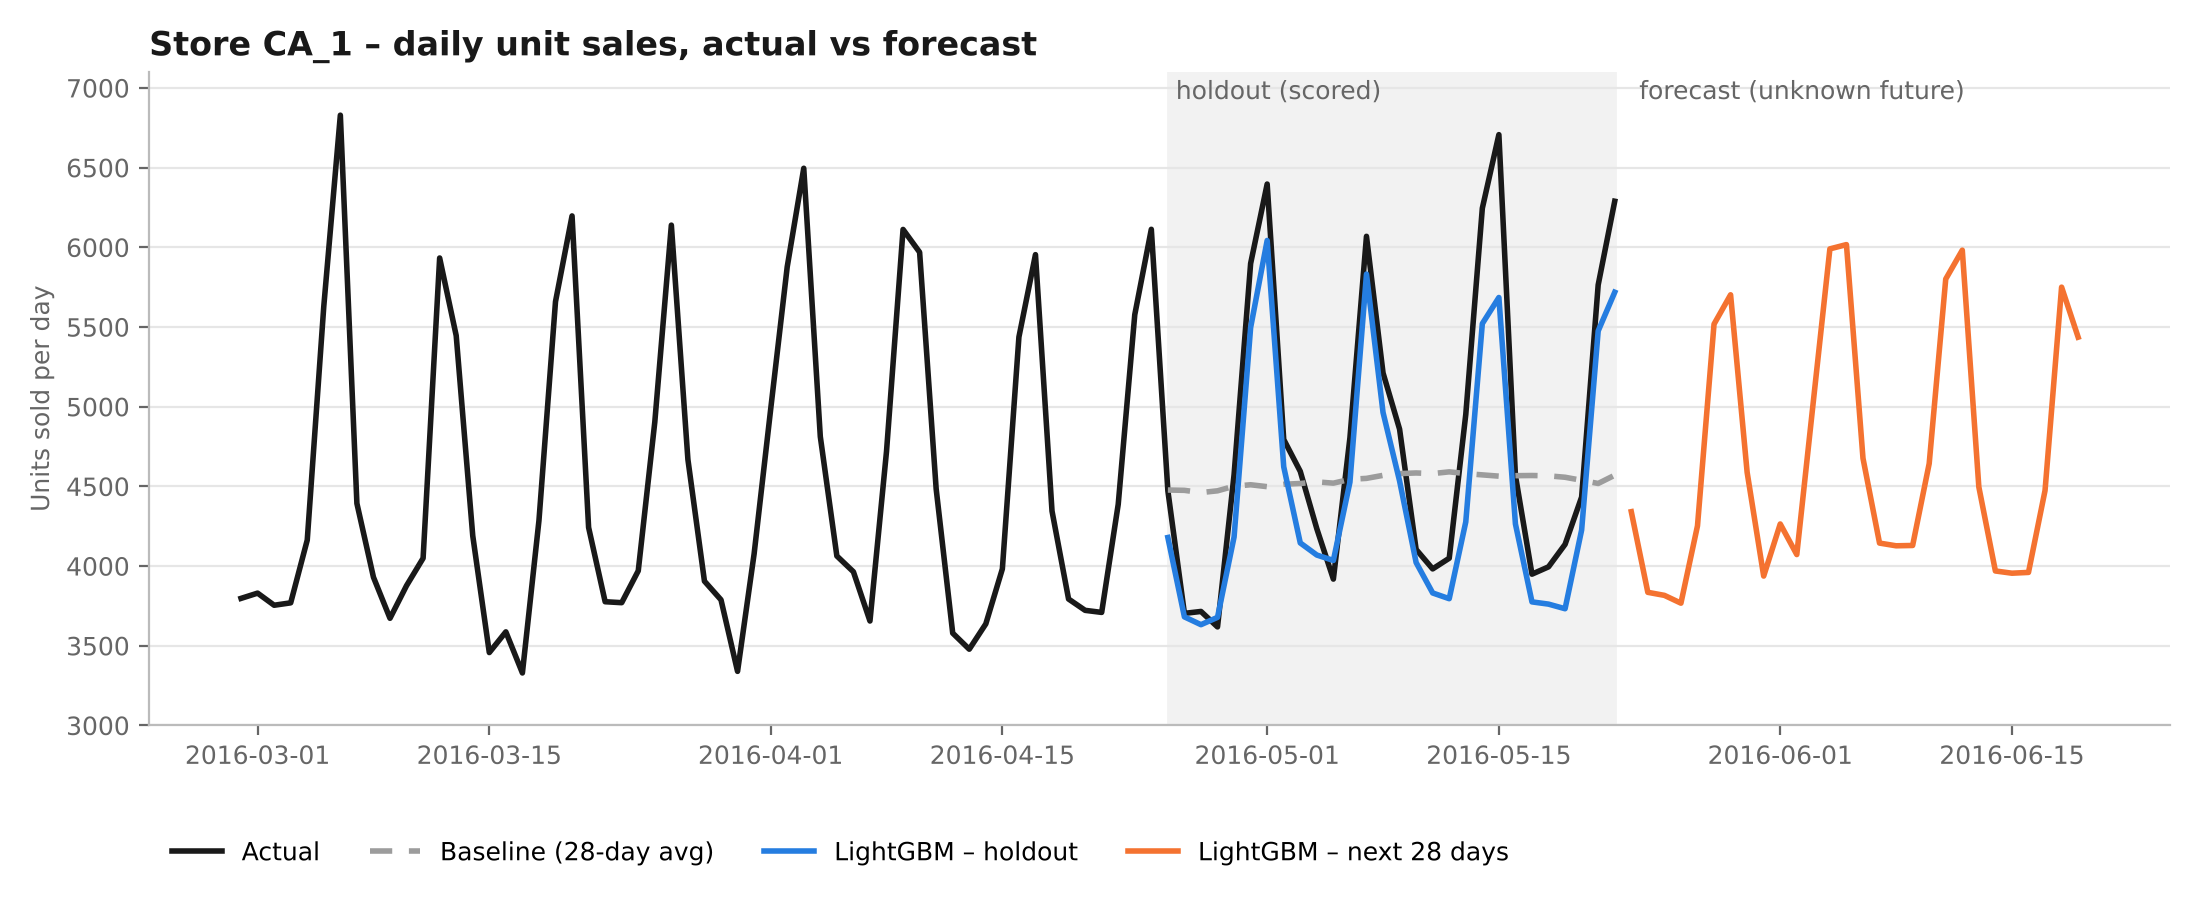 Store CA_1 – daily unit sales, actual vs forecast
holdout (scored)
forecast (unknown future)
Units sold per day
7000
6500
6000
5500
5000
4500
4000
3500
3000
2016-03-01
2016-03-15
2016-04-01
2016-04-15
2016-05-01
2016-05-15
2016-06-01
2016-06-15
Actual
Baseline (28-day avg)
LightGBM – holdout
LightGBM – next 28 days